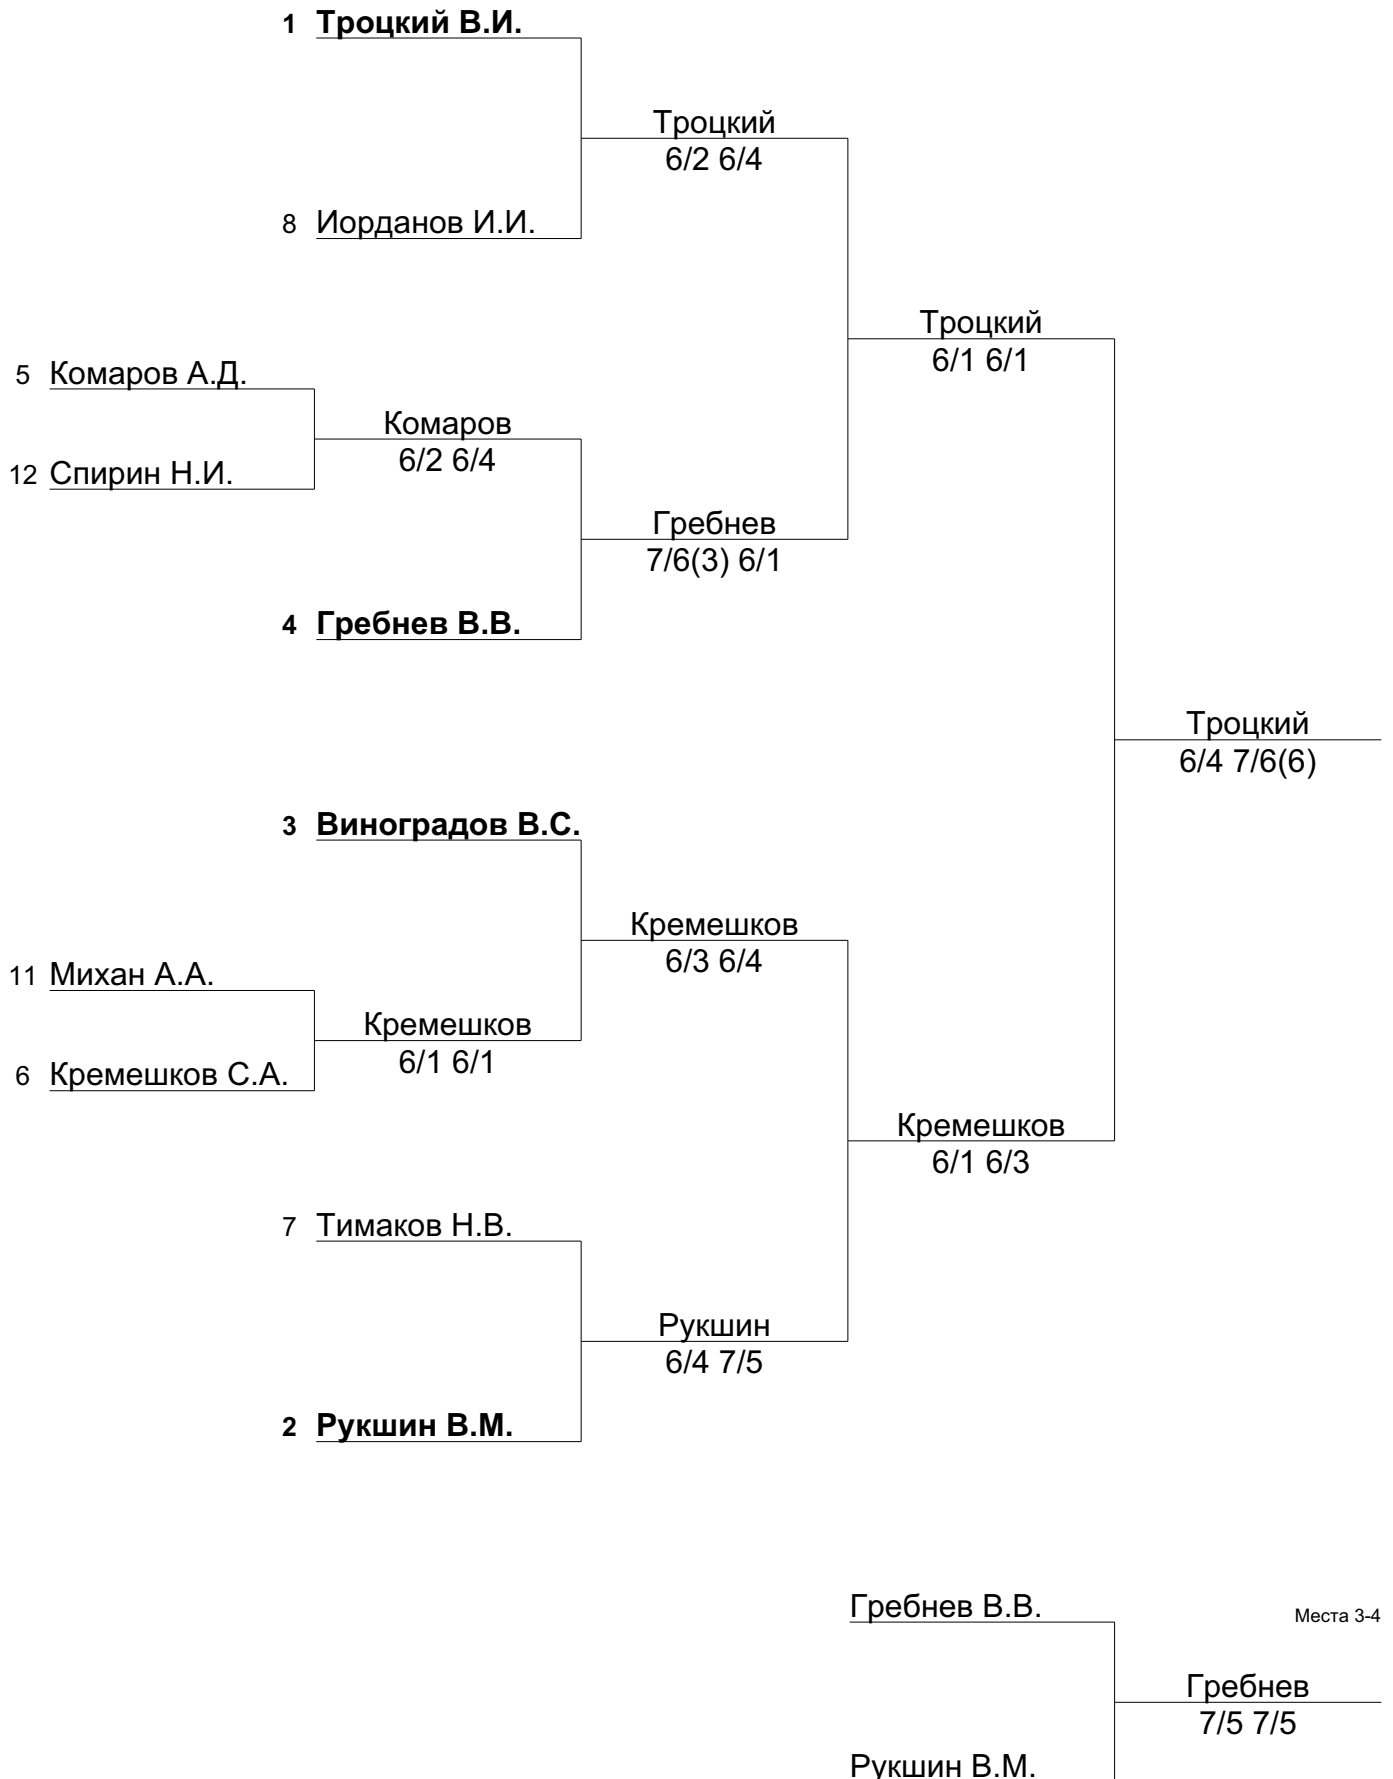 1 Троцкий В.И.
Троцкий
6/2 6/4
8 Иорданов И.И.
Троцкий
6/1 6/1
5 Комаров А.Д.
Комаров
6/2 6/4
12 Спирин Н.И.
Гребнев
7/6(3) 6/1
4 Гребнев В.В.
Троцкий
6/4 7/6(6)
3 Виноградов В.С.
Кремешков
6/3 6/4
11 Михан А.А.
Кремешков
6/1 6/1
6 Кремешков С.А.
Кремешков
6/1 6/3
7 Тимаков Н.В.
Рукшин
6/4 7/5
2 Рукшин В.М.
Гребнев В.В.
Места 3-4
Гребнев
7/5 7/5
Рукшин В.М.